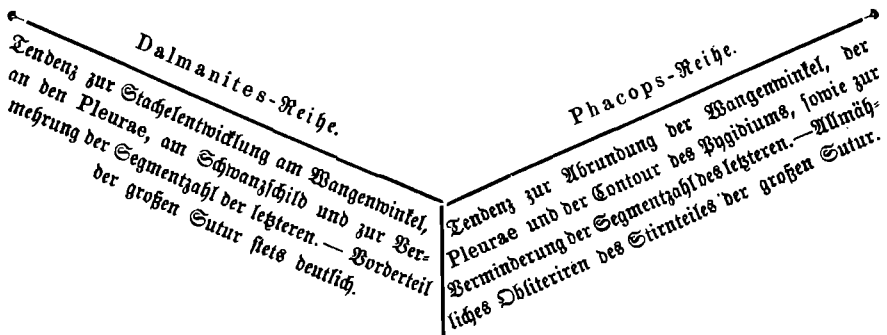 Dalmanites-Reihe.
Tendenz zur Stachelentwicklung am Wangenwinkel,
an den Pleurae, am Schwanzschild und zur Ver-
mehrung der Segmentzahl der letzteren. — Vorderteil
der großen Sutur stets deutlich.
Phacops-Reihe.
Tendenz zur Abrundung der Wangenwinkel, der
Pleurae und der Contour des Pygidiums, sowie zur
Verminderung der Segmentzahl des letzteren. — Allmäh-
liches Obliteriren des Stirnteiles der großen Sutur.